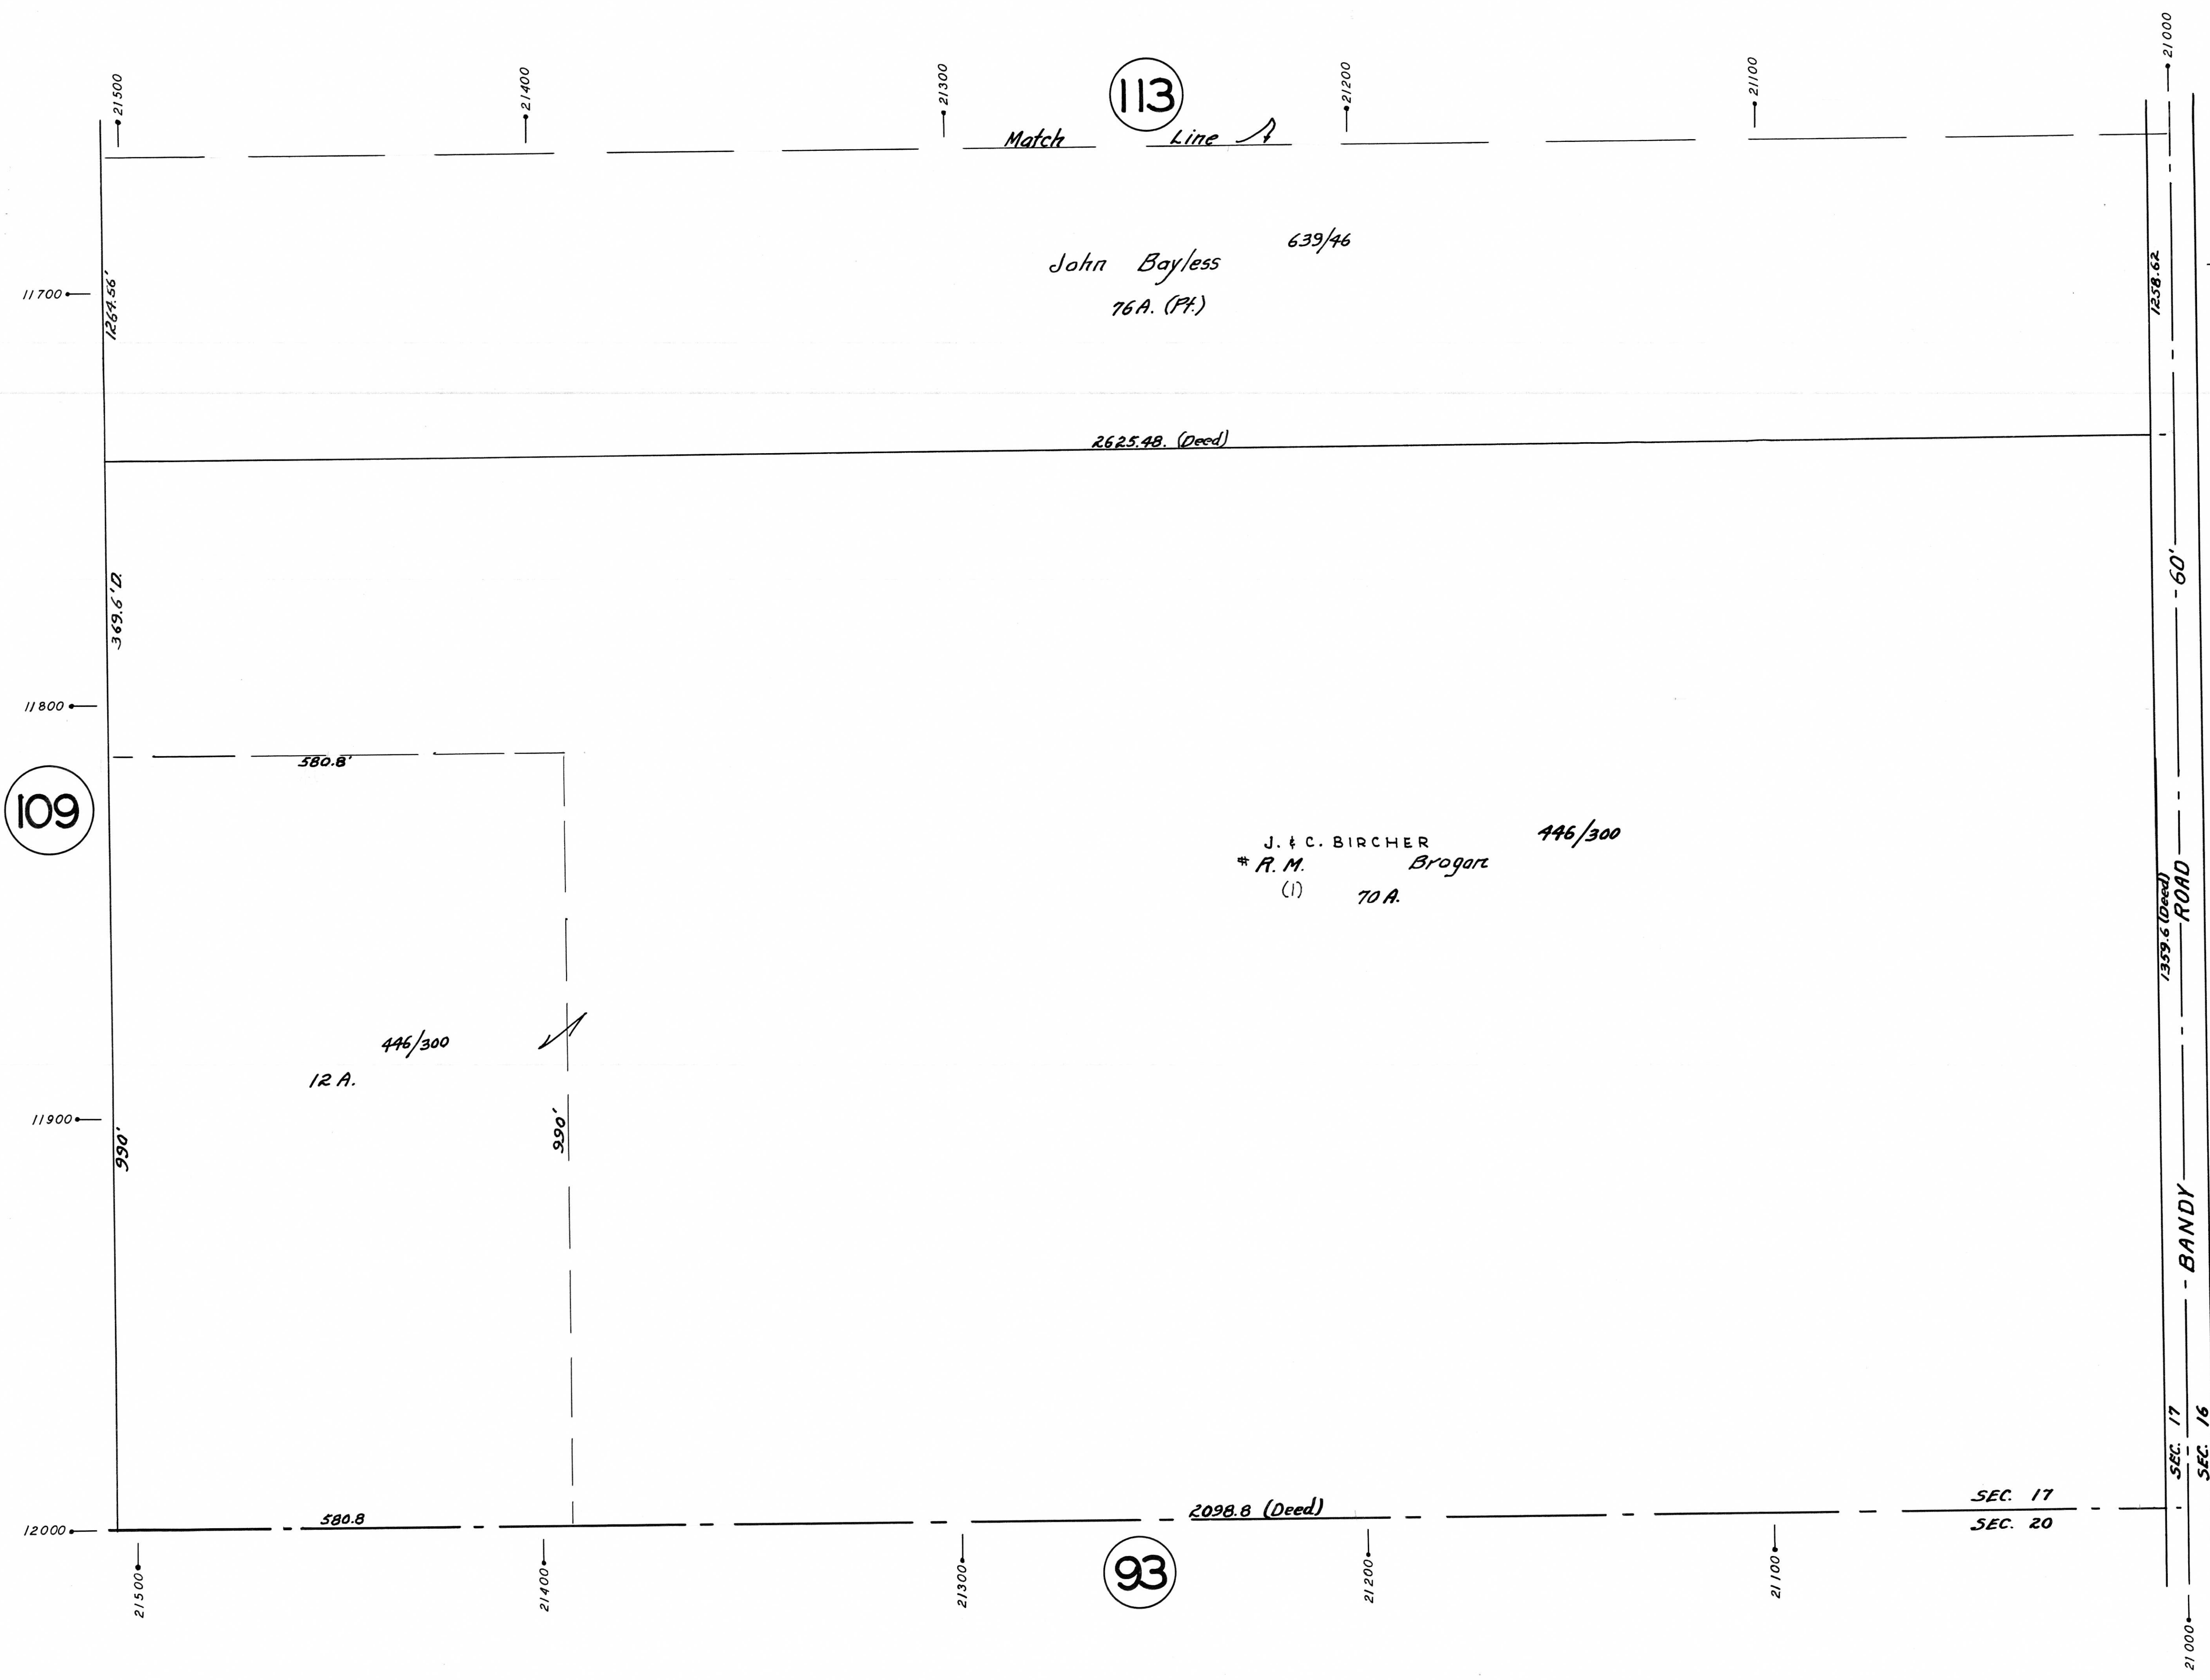 21500
21400
21300
113
21200
21100
21000
Match Line
639/46
John Bayless
76 A. (Pt.)
11700
1264.56'
1258.62
2625.48. (Deed)
369.6' D.
60'
11800
580.8'
109
J. & C. BIRCHER
446/300
# R. M. Brogan
(1) 70 A.
1359.6 (Deed)
ROAD
446/300
12 A.
11900
990'
990'
BANDY
SEC. 17
SEC. 16
580.8
2098.8 (Deed)
SEC. 17
SEC. 20
12000
21500
21400
21300
93
21200
21100
21000